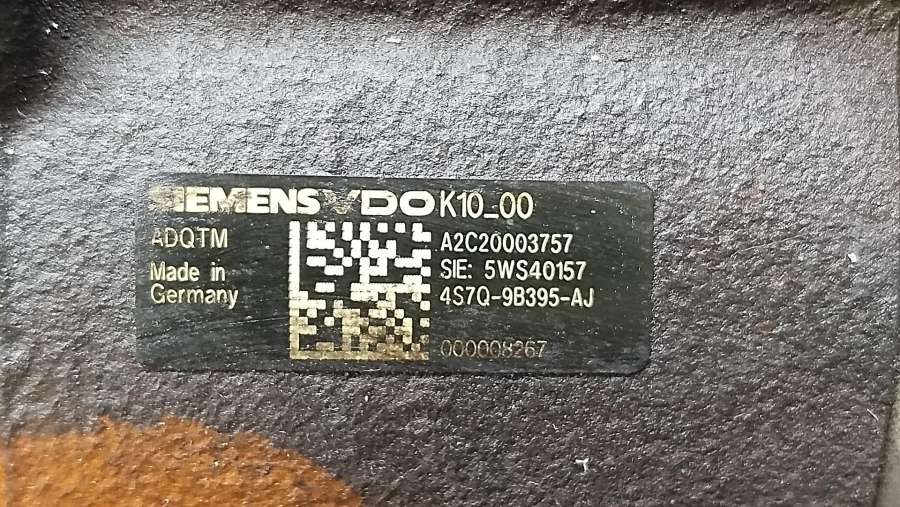 SIEMENS VDO K10_00
ADQTM
A2C20003757
Made in
Germany
SIE: 5WS40157
4S7Q-9B395-AJ
000008267